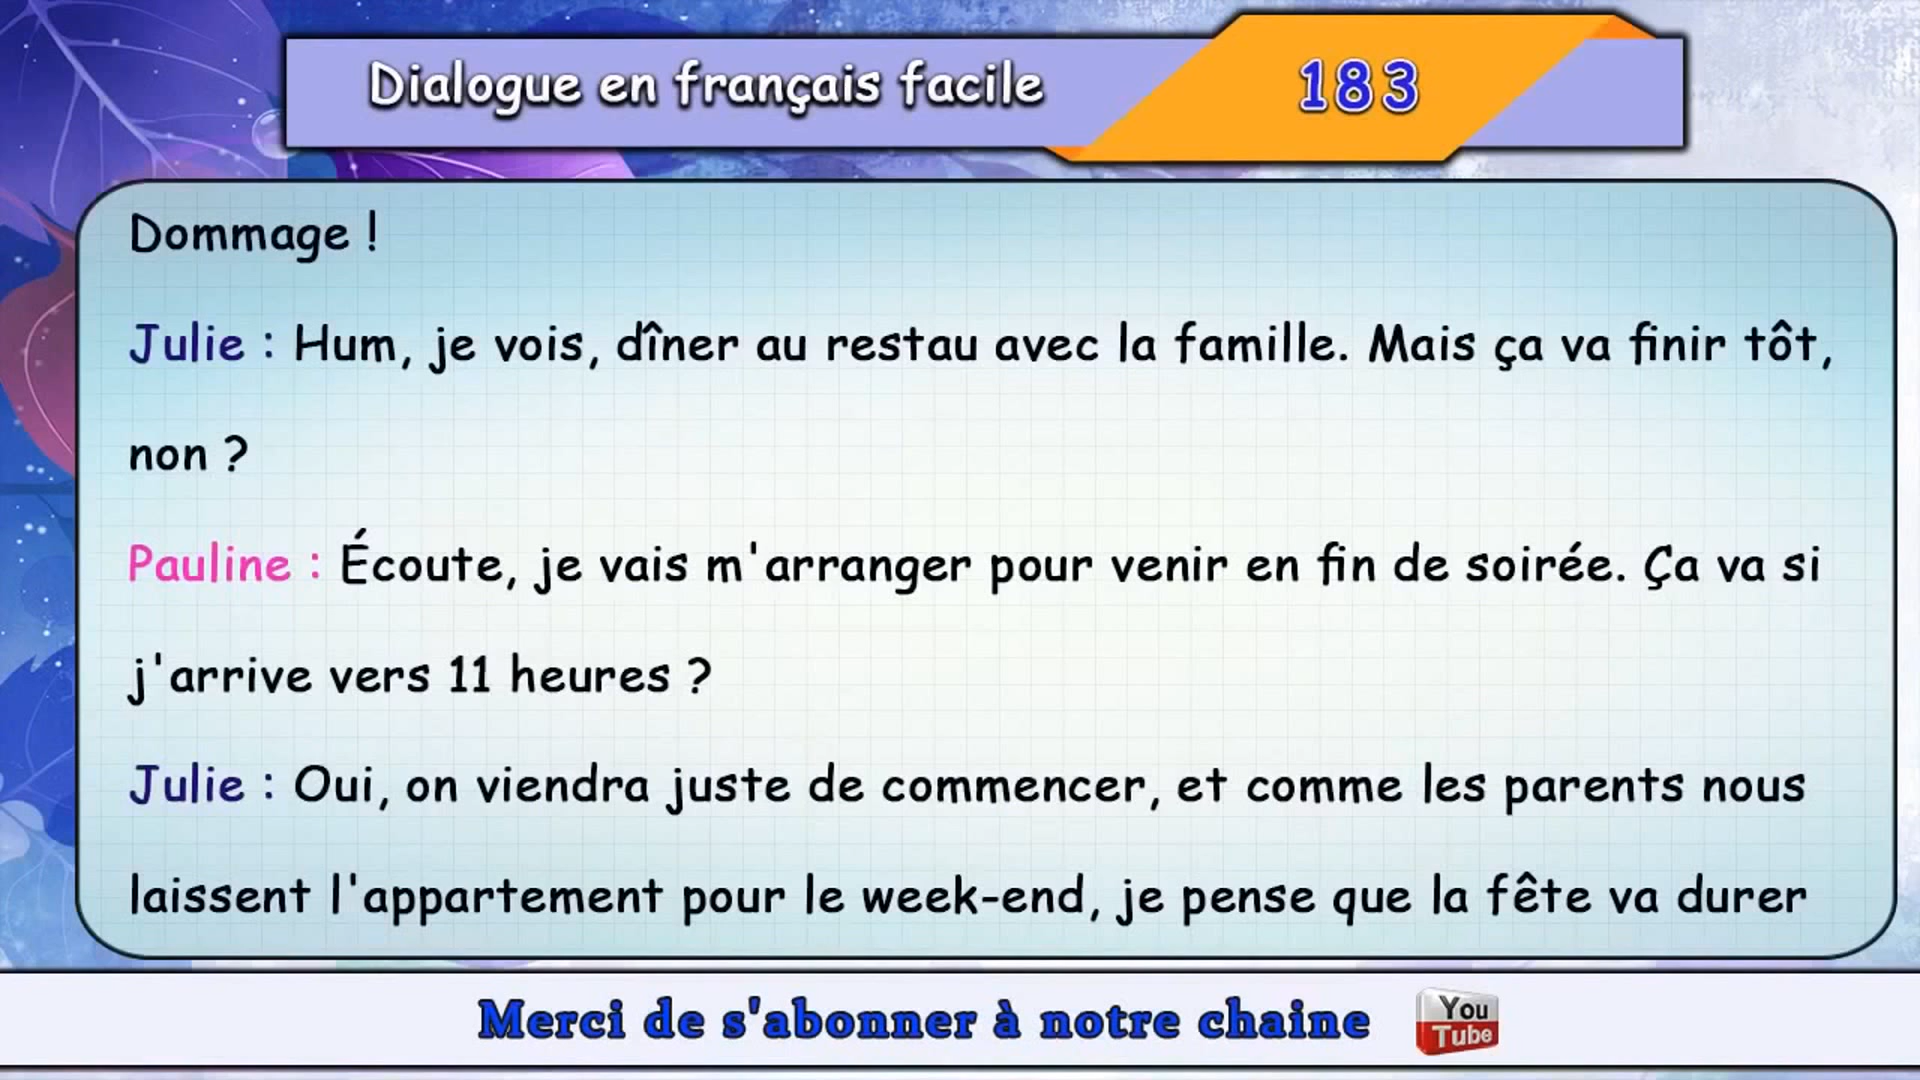 Dialogue en français facile
183
Dommage !
Julie : Hum, je vois, dîner au restau avec la famille. Mais ça va finir tôt,
non ?
Pauline : Écoute, je vais m'arranger pour venir en fin de soirée. Ça va si
j'arrive vers 11 heures ?
Julie : Oui, on viendra juste de commencer, et comme les parents nous
laissent l'appartement pour le week-end, je pense que la fête va durer
Merci de s'abonner à notre chaine
You
Tube